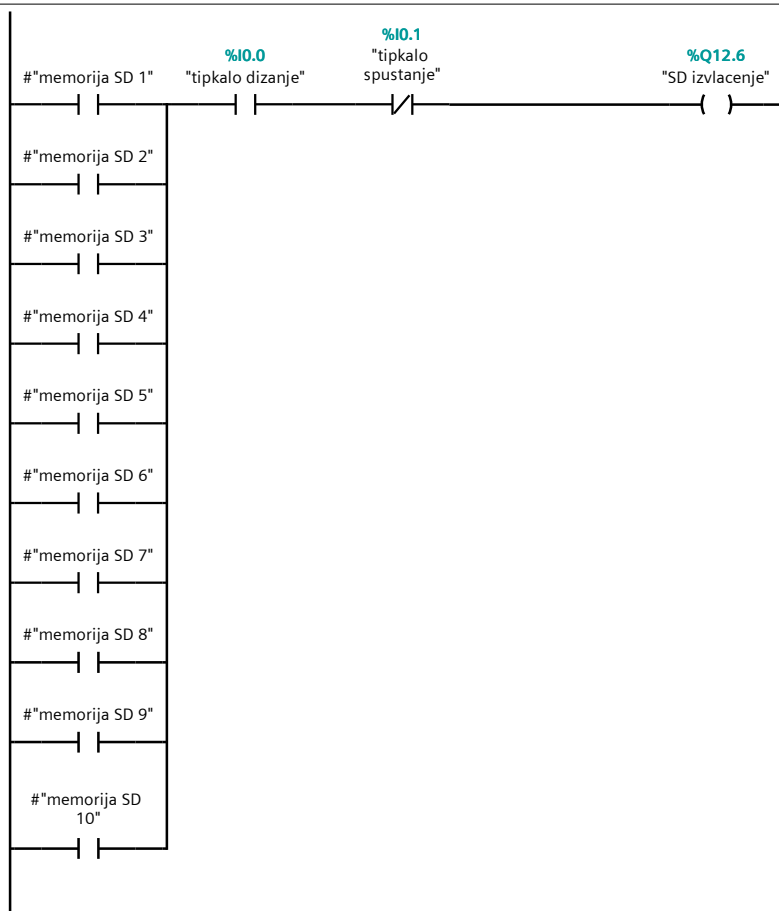 %I0.1
%I0.0
"tipkalo
%Q12.6
#"memorija SD 1"
"tipkalo dizanje"
spustanje"
"SD izvlacenje"
#"memorija SD 2"
#"memorija SD 3"
#"memorija SD 4"
#"memorija SD 5"
#"memorija SD 6"
#"memorija SD 7"
#"memorija SD 8"
#"memorija SD 9"
#"memorija SD
10"